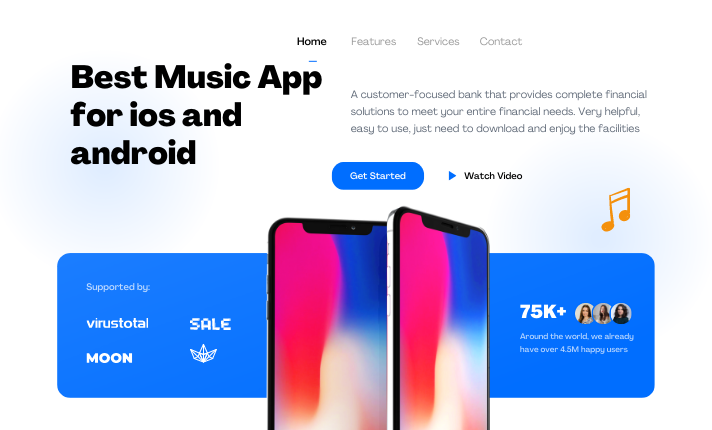 Home Features Services Contact
Best Music App
for ios and
android
A customer-focused bank that provides complete financial
solutions to meet your entire financial needs. Very helpful,
easy to use, just need to download and enjoy the facilities
Get Started
Watch Video
Supported by:
virustotal
SALE
MOON
75K+
Around the world, we already
have over 4.5M happy users